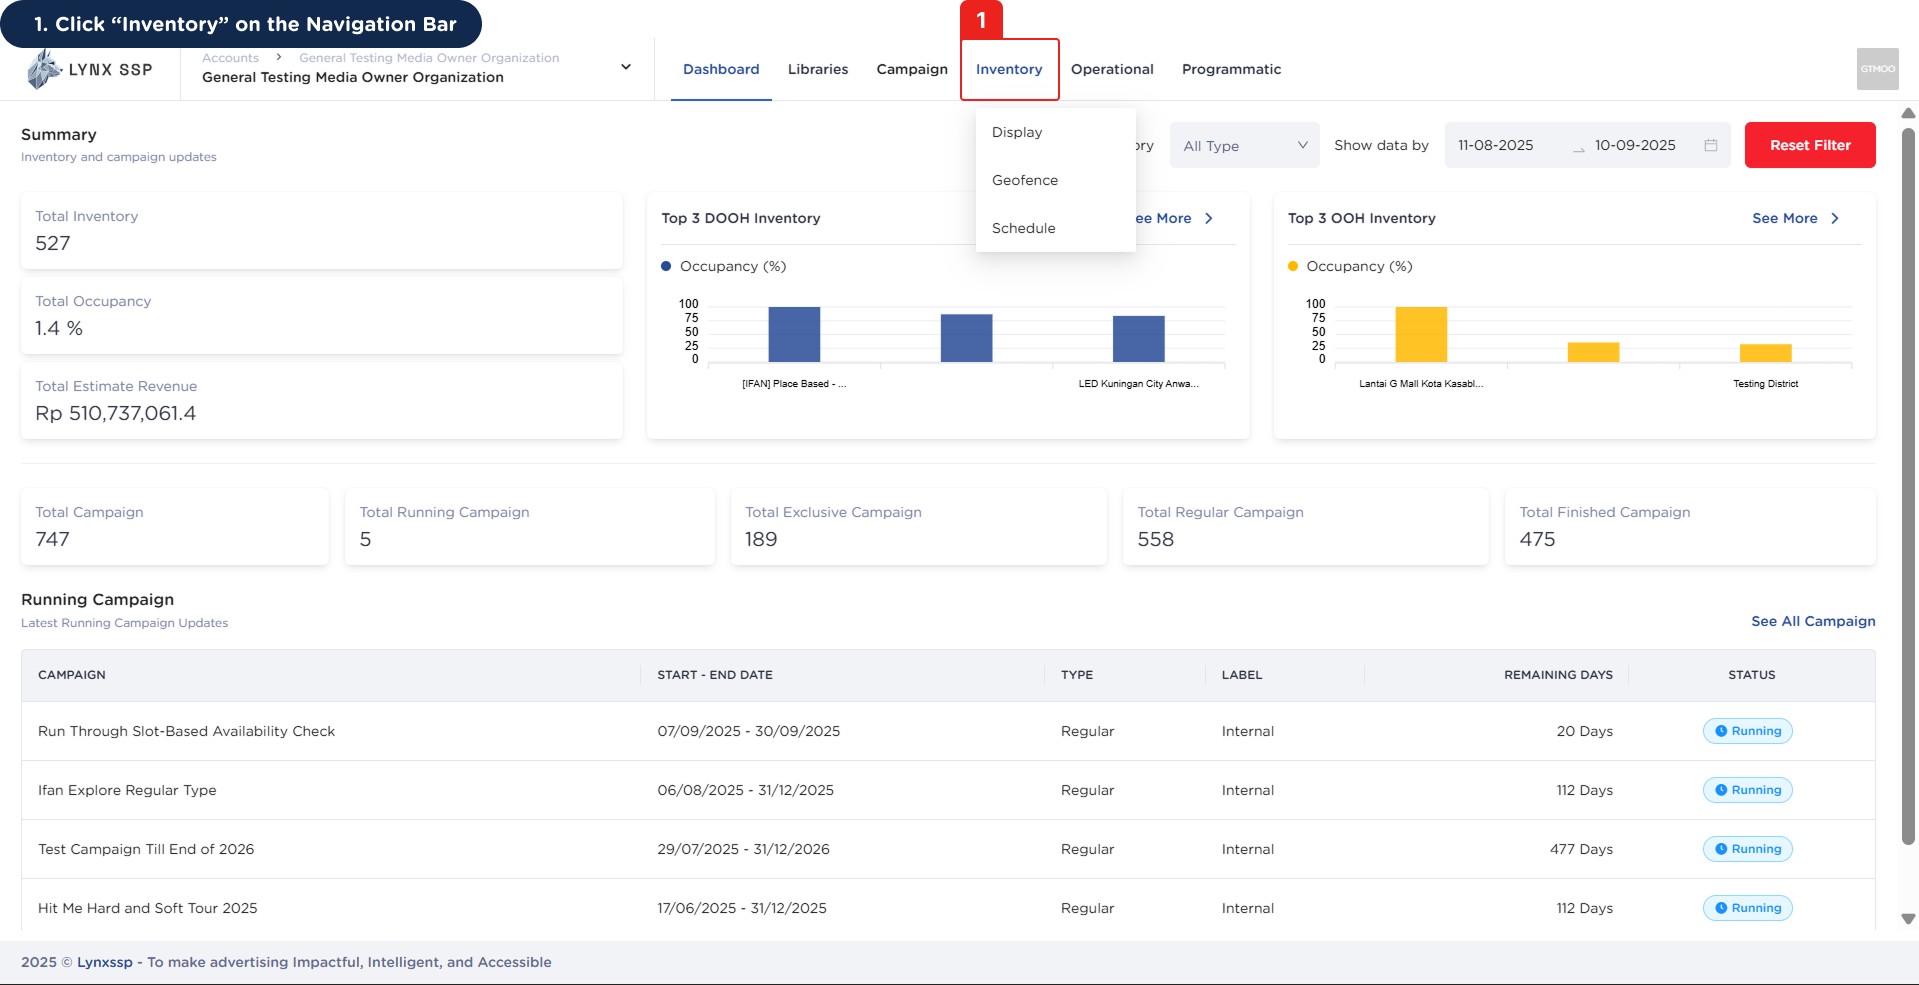 1. Click “Inventory” on the Navigation Bar
1
LYNX SSP
Accounts > General Testing Media Owner Organization
General Testing Media Owner Organization
Dashboard
Libraries
Campaign
Inventory
Operational
Programmatic
GTMOO
Display
Geofence
Schedule
Summary
Inventory and campaign updates
ory
All Type
Show data by
11-08-2025
10-09-2025
Reset Filter
Total Inventory
527
Total Occupancy
1.4 %
Total Estimate Revenue
Rp 510,737,061.4
Top 3 DOOH Inventory
ee More
Occupancy (%)
100
75
50
25
0
[IFAN] Place Based - ...
LED Kuningan City Anwa...
Top 3 OOH Inventory
See More
Occupancy (%)
100
75
50
25
0
Lantai G Mall Kota Kasabl...
Testing District
Total Campaign
747
Total Running Campaign
5
Total Exclusive Campaign
189
Total Regular Campaign
558
Total Finished Campaign
475
Running Campaign
Latest Running Campaign Updates
See All Campaign
CAMPAIGN START - END DATE TYPE LABEL REMAINING DAYS STATUS
Run Through Slot-Based Availability Check 07/09/2025 - 30/09/2025 Regular Internal 20 Days Running
Ifan Explore Regular Type 06/08/2025 - 31/12/2025 Regular Internal 112 Days Running
Test Campaign Till End of 2026 29/07/2025 - 31/12/2026 Regular Internal 477 Days Running
Hit Me Hard and Soft Tour 2025 17/06/2025 - 31/12/2025 Regular Internal 112 Days Running
2025 © Lynxssp - To make advertising Impactful, Intelligent, and Accessible